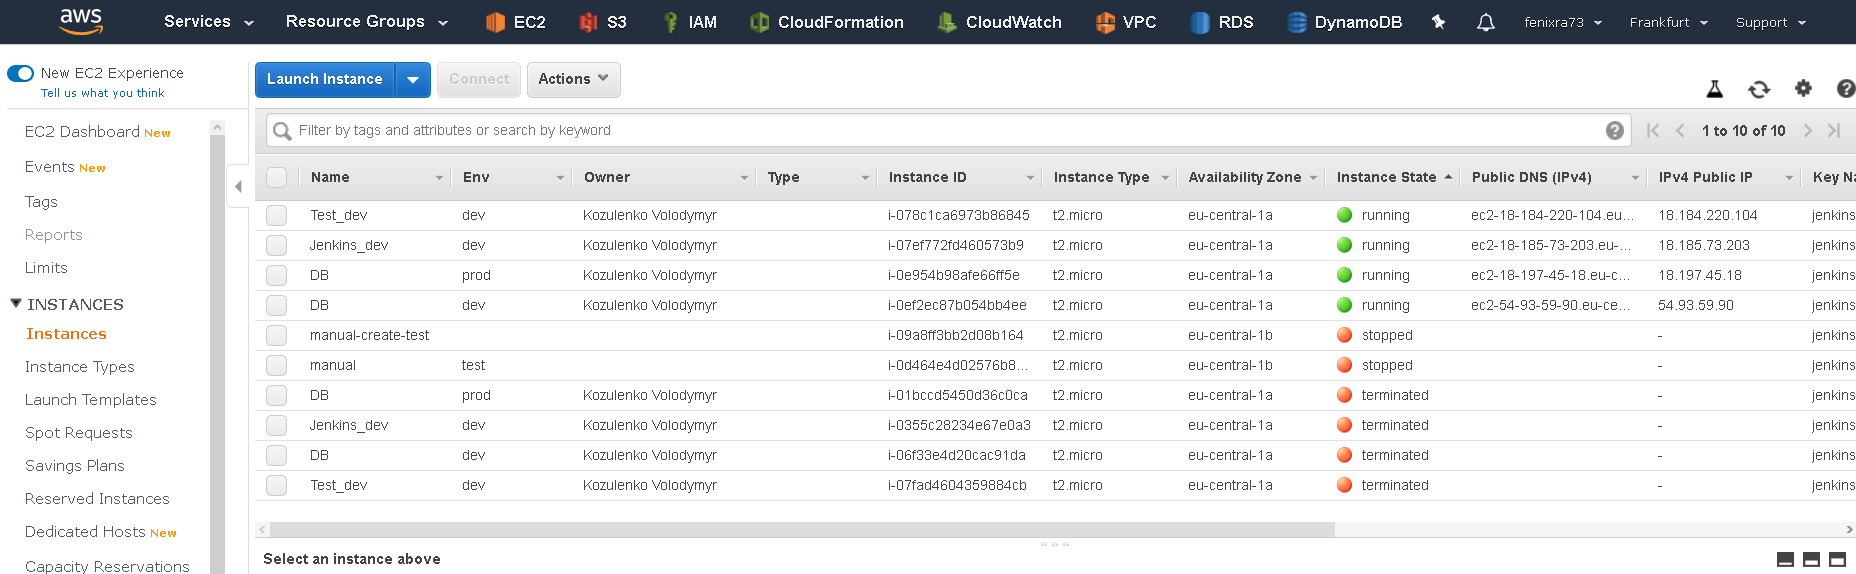 aws Services Resource Groups EC2 S3 IAM CloudFormation CloudWatch VPC RDS DynamoDB fenixra73 Frankfurt Support
New EC2 Experience
Tell us what you think
EC2 Dashboard New
Events New
Tags
Reports
Limits
INSTANCES
Instances
Instance Types
Launch Templates
Spot Requests
Savings Plans
Reserved Instances
Dedicated Hosts New
Capacity Reservations
Launch Instance Connect Actions
Filter by tags and attributes or search by keyword 1 to 10 of 10
Name Env Owner Type Instance ID Instance Type Availability Zone Instance State Public DNS (IPv4) IPv4 Public IP Key Na
Test_dev dev Kozulenko Volodymyr i-078c1ca6973b86845 t2.micro eu-central-1a running ec2-18-184-220-104.eu... 18.184.220.104 jenkins
Jenkins_dev dev Kozulenko Volodymyr i-07ef772fd460573b9 t2.micro eu-central-1a running ec2-18-185-73-203.eu-... 18.185.73.203 jenkins
DB prod Kozulenko Volodymyr i-0e954b98afe66ff5e t2.micro eu-central-1a running ec2-18-197-45-18.eu-c... 18.197.45.18 jenkins
DB dev Kozulenko Volodymyr i-0ef2ec87b054bb4ee t2.micro eu-central-1a running ec2-54-93-59-90.eu-ce... 54.93.59.90 jenkins
manual-create-test i-09a8ff3bb2d08b164 t2.micro eu-central-1b stopped - jenkins
manual test i-0d464e4d02576b8... t2.micro eu-central-1b stopped - jenkins
DB prod Kozulenko Volodymyr i-01bccd5450d36c0ca t2.micro eu-central-1a terminated - jenkins
Jenkins_dev dev Kozulenko Volodymyr i-0355c28234e67e0a3 t2.micro eu-central-1a terminated - jenkins
DB dev Kozulenko Volodymyr i-06f33e4d20cac91da t2.micro eu-central-1a terminated - jenkins
Test_dev dev Kozulenko Volodymyr i-07fad4604359884cb t2.micro eu-central-1a terminated - jenkins
Select an instance above